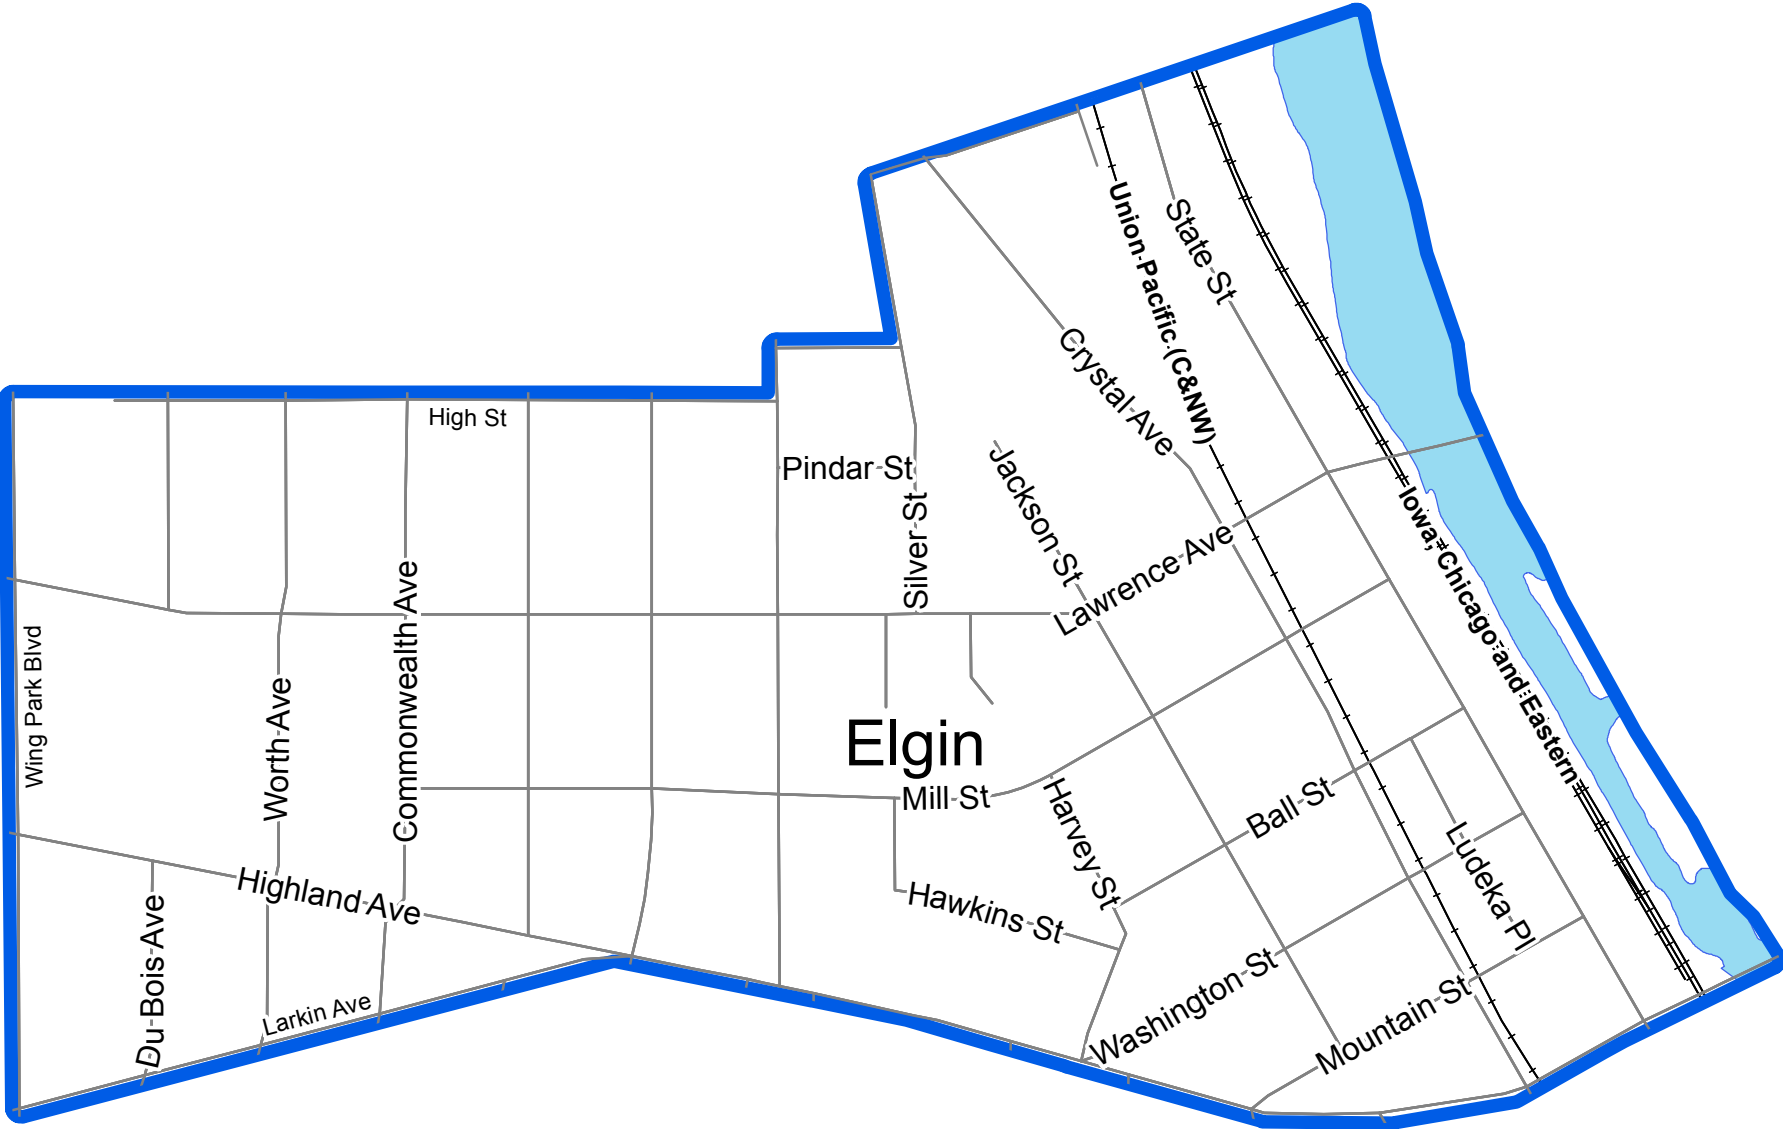 Union Pacific (C&NW)
State St
Crystal Ave
High St
Pindar St
Silver St
Jackson St
Lawrence Ave
Iowa, Chicago and Eastern
Commonwealth Ave
Wing Park Blvd
Worth Ave
Elgin
Mill St
Harvey St
Ball St
Ludeka Pl
Highland Ave
Hawkins St
Du Bois Ave
Larkin Ave
Washington St
Mountain St